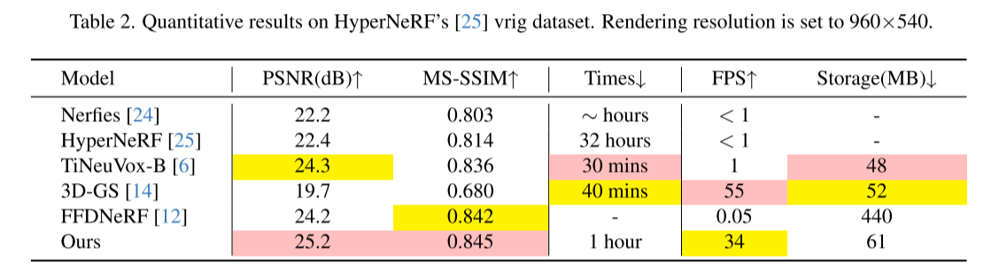 Table 2. Quantitative results on HyperNeRF's [25] vrig dataset. Rendering resolution is set to 960×540.
Model PSNR(dB)↑ MS-SSIM↑ Times↓ FPS↑ Storage(MB)↓
Nerfies [24] 22.2 0.803 ∼ hours < 1 -
HyperNeRF [25] 22.4 0.814 32 hours < 1 -
TiNeuVox-B [6] 24.3 0.836 30 mins 1 48
3D-GS [14] 19.7 0.680 40 mins 55 52
FFDNeRF [12] 24.2 0.842 - 0.05 440
Ours 25.2 0.845 1 hour 34 61